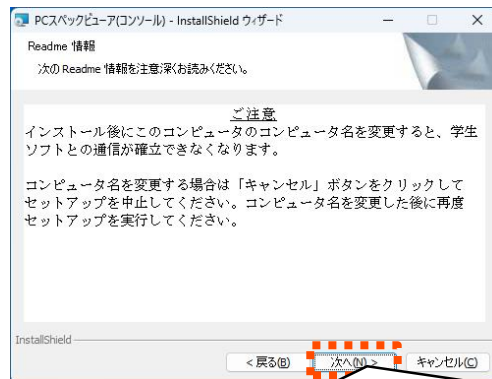 PCスペックビューア(コンソール) - InstallShield ウィザード
Readme 情報
次の Readme 情報を注意深くお読みください。
ご注意
インストール後にこのコンピュータのコンピュータ名を変更すると、学生
ソフトとの通信が確立できなくなります。
コンピュータ名を変更する場合は「キャンセル」ボタンをクリックして
セットアップを中止してください。コンピュータ名を変更した後に再度
セットアップを実行してください。
InstallShield
< 戻る(B) 次へ(N) > キャンセル(C)